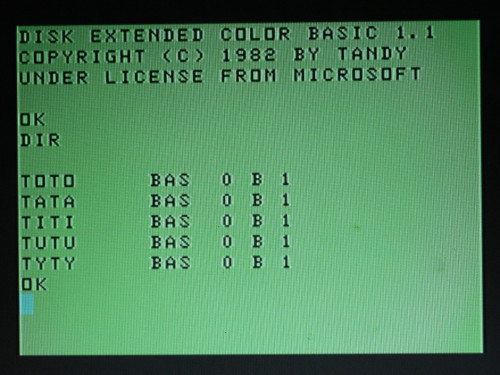 DISK EXTENDED COLOR BASIC 1.1
COPYRIGHT (C) 1982 BY TANDY
UNDER LICENSE FROM MICROSOFT
OK
DIR
TOTO BAS 0 B 1
TATA BAS 0 B 1
TITI BAS 0 B 1
TUTU BAS 0 B 1
TYTY BAS 0 B 1
OK